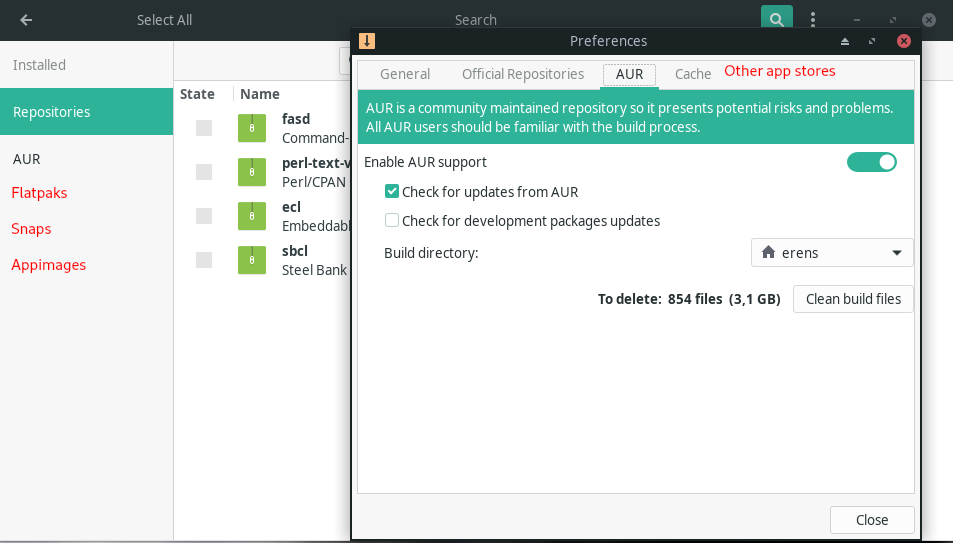 Select All
Search
Preferences
Installed
Repositories
AUR
Flatpaks
Snaps
Appimages
State
Name
fasd
Command-
perl-text-v
Perl/CPAN
ecl
Embeddabl
sbcl
Steel Bank
General
Official Repositories
AUR
Cache
Other app stores
AUR is a community maintained repository so it presents potential risks and problems.
All AUR users should be familiar with the build process.
Enable AUR support
Check for updates from AUR
Check for development packages updates
Build directory:
erens
To delete: 854 files (3,1 GB)
Clean build files
Close